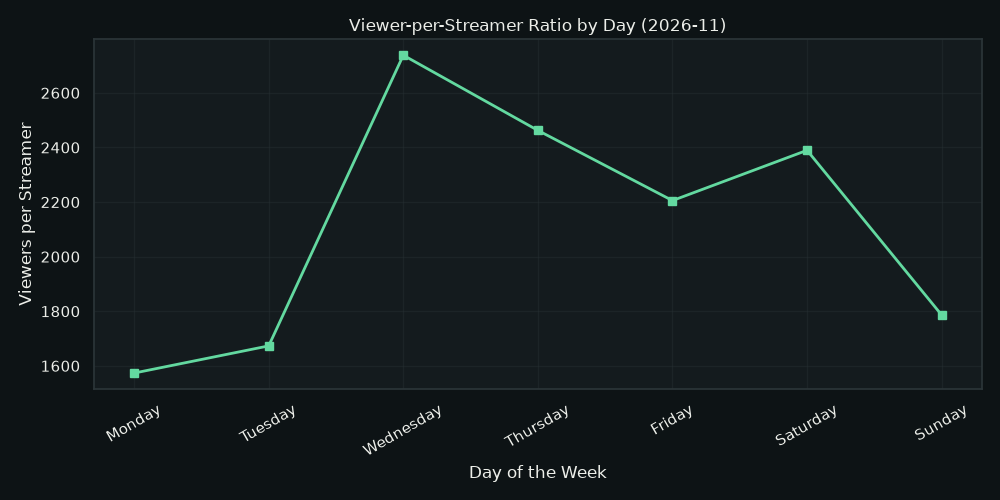 Viewer-per-Streamer Ratio by Day (2026-11)
Viewers per Streamer
2600
2400
2200
2000
1800
1600
Monday
Tuesday
Wednesday
Thursday
Friday
Saturday
Sunday
Day of the Week